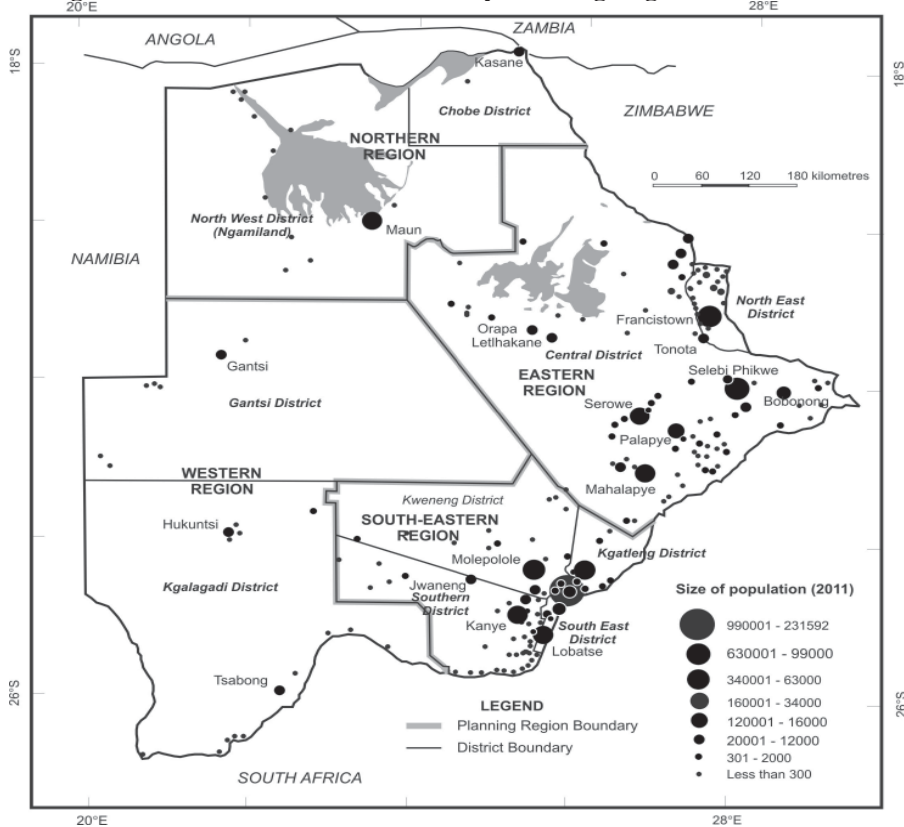 20°E
28°E
ANGOLA
ZAMBIA
18°S
18°S
Kasane
Chobe District
ZIMBABWE
NORTHERN
REGION
0 60 120 180 kilometres
North West District
(Ngamiland)
Maun
NAMIBIA
North East
District
Francistown
Orapa
Letlhakane
Tonota
Central District
Gantsi
Selebi Phikwe
EASTERN
REGION
Bobonong
Gantsi District
Serowe
Palapye
WESTERN
REGION
Mahalapye
Kweneng District
SOUTH-EASTERN
REGION
Hukuntsi
Molepolole
Kgatleng District
Kgalagadi District
Jwaneng
Southern
District
Kanye
South East
District
Lobatse
Tsabong
Size of population (2011)
990001 - 231592
630001 - 99000
340001 - 63000
160001 - 34000
120001 - 16000
20001 - 12000
301 - 2000
Less than 300
LEGEND
Planning Region Boundary
District Boundary
26°S
26°S
SOUTH AFRICA
20°E
28°E